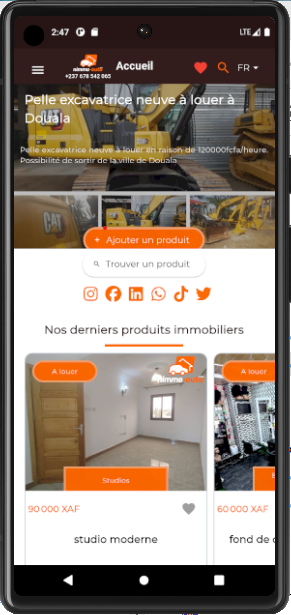 2:47
LTE
immo
+237 678 542 065
Accueil
FR
Pelle excavatrice neuve à louer à
Douala
Pelle excavatrice neuve à louer en raison de 120000fcfa/heure.
Possibilité de sortir de la ville de Douala
CAT
+ Ajouter un produit
Trouver un produit
Nos derniers produits immobiliers
A louer
A louer
Studios
90 000 XAF
60 000 XAF
studio moderne
fond de